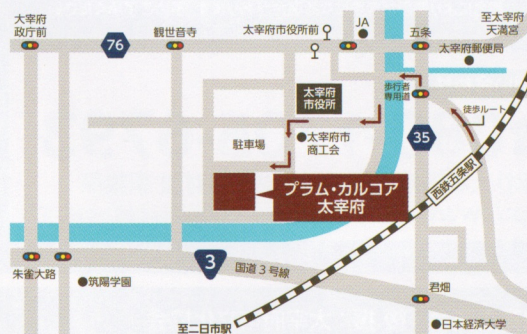 大宰府
政庁前
76
観世音寺
太宰府市役所前
JA
五条
至太宰府
天満宮
太宰府郵便局
歩行者
専用道
徒歩ルート
太宰府
市役所
駐車場
●太宰府市
商工会
35
西鉄五条駅
プラム・カルコア
太宰府
3
国道3号線
朱雀大路
●筑陽学園
君畑
至二日市駅
●日本経済大学